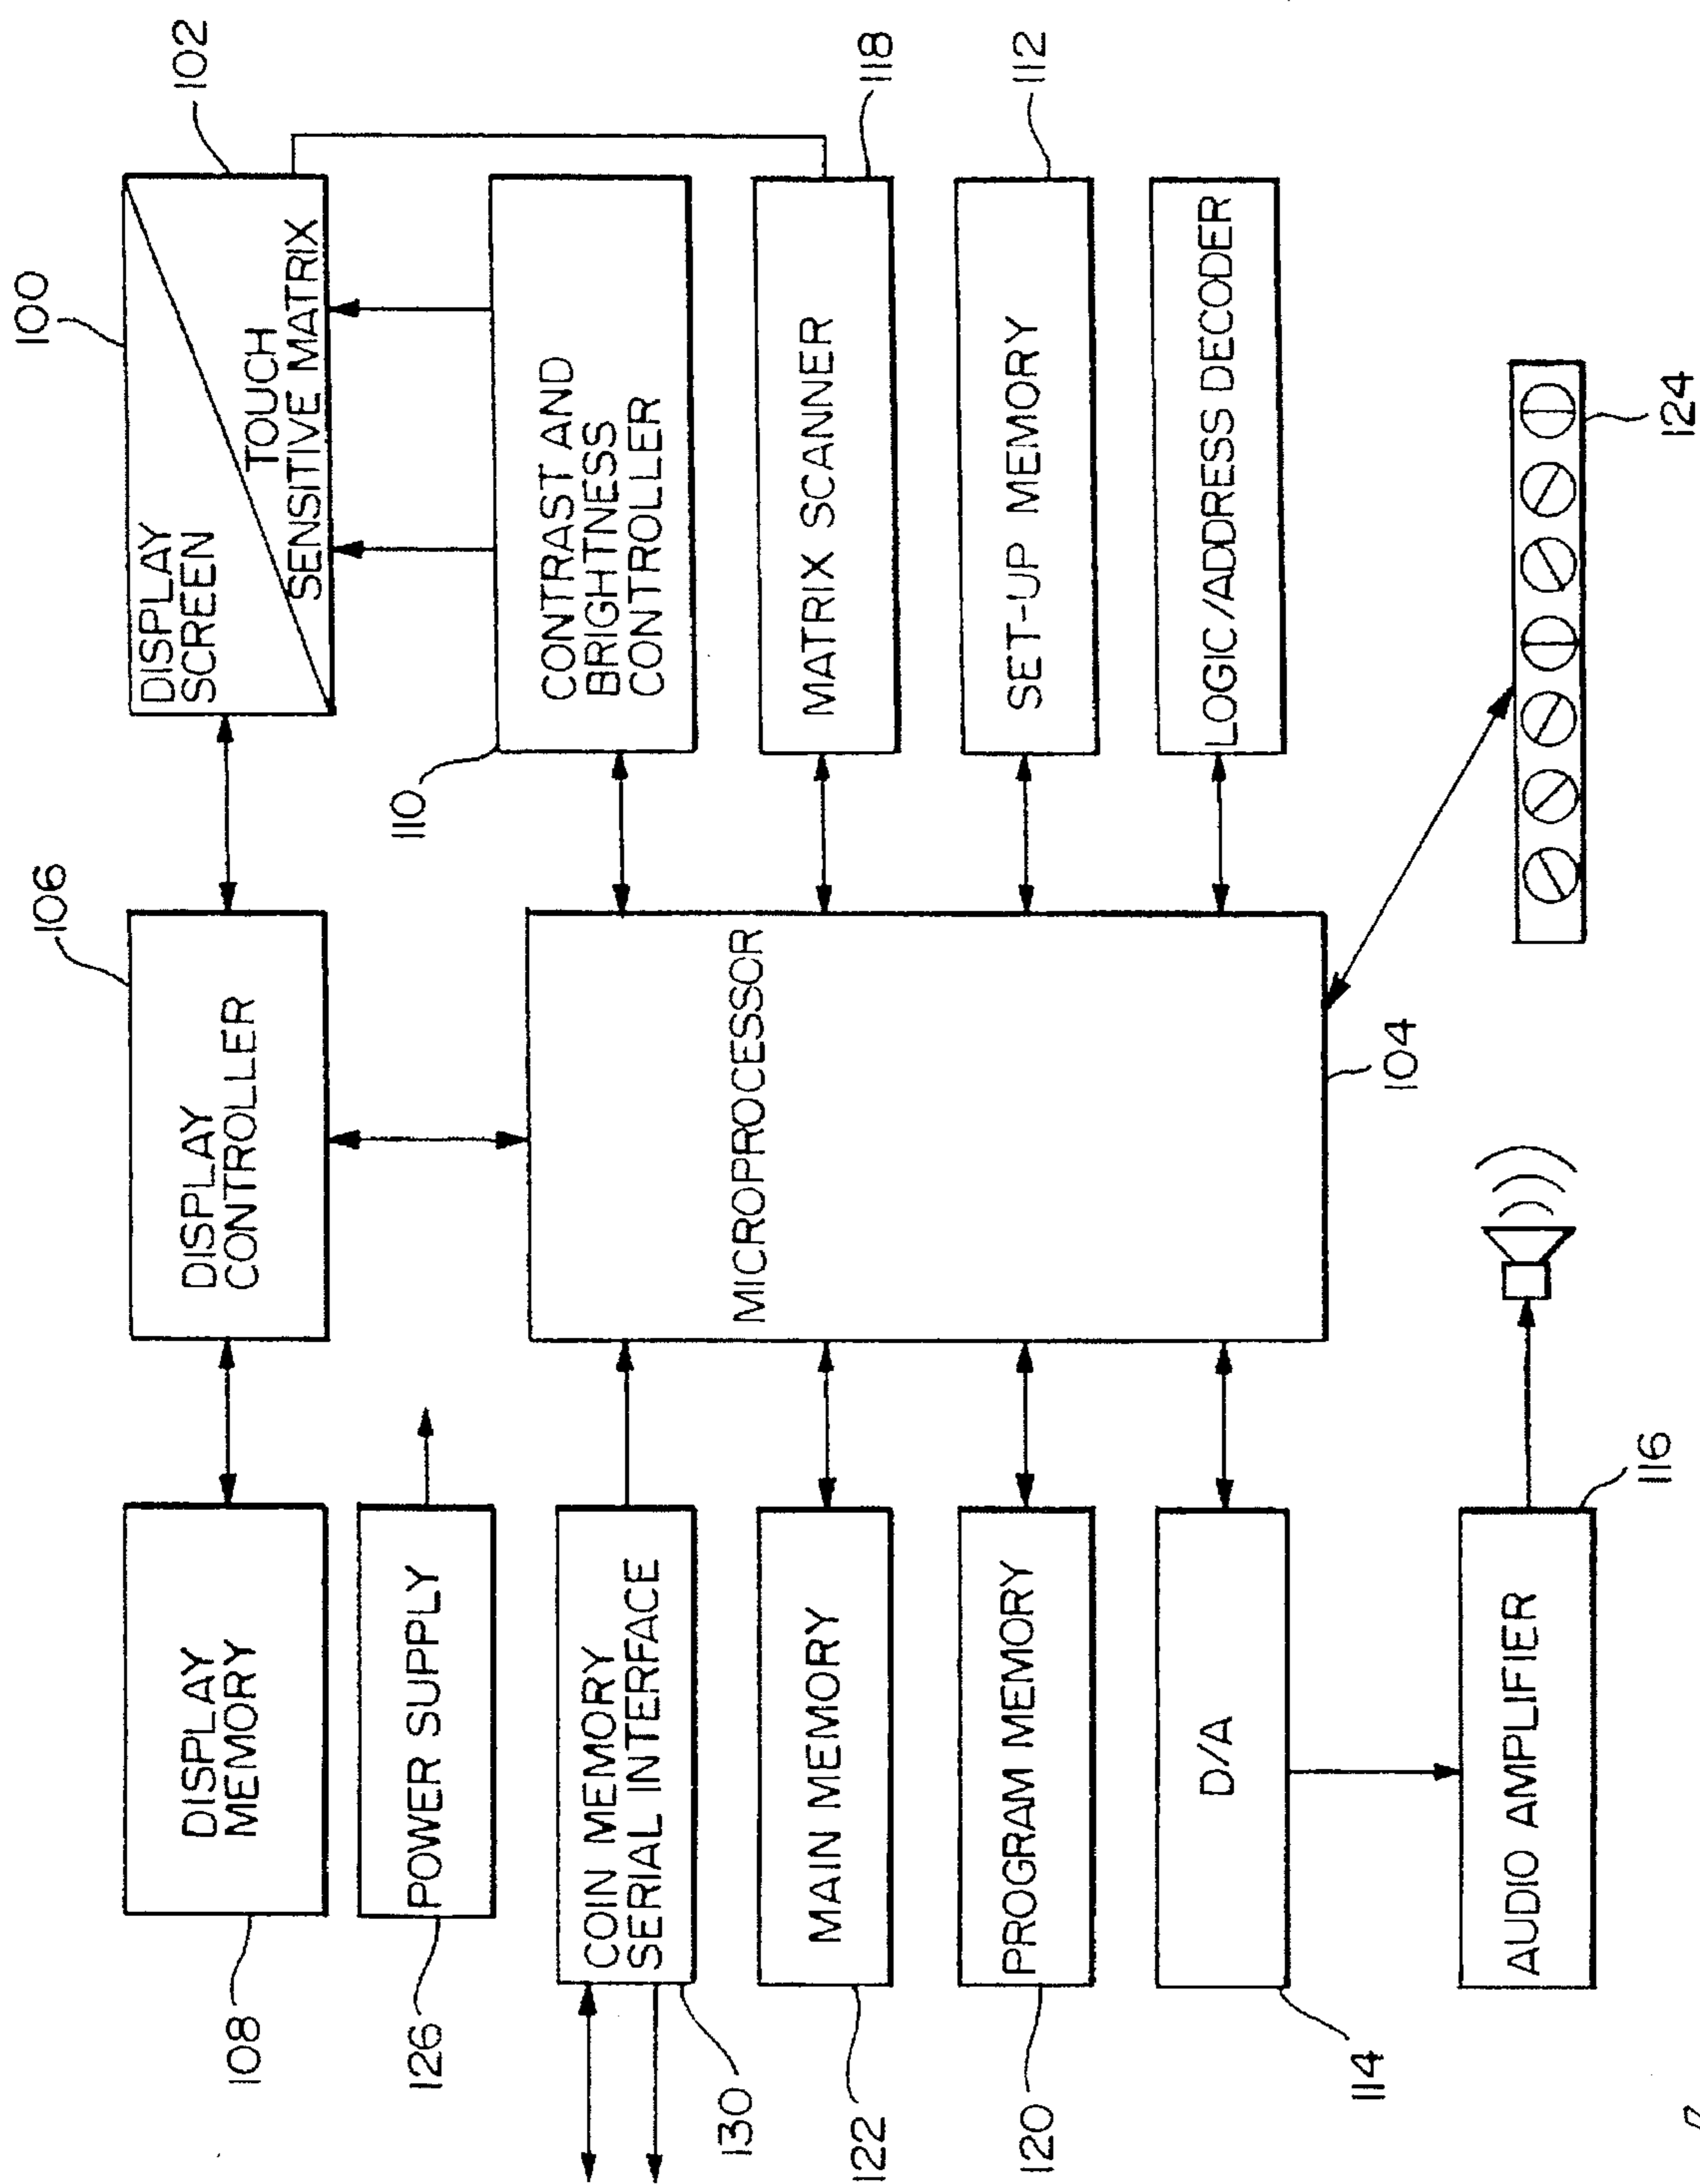 100
102
DISPLAY
SCREEN
TOUCH
SENSITIVE MATRIX
106
DISPLAY
CONTROLLER
DISPLAY
MEMORY
108
POWER SUPPLY
126
110
CONTRAST AND
BRIGHTNESS
CONTROLLER
COIN MEMORY
SERIAL INTERFACE
130
MICROPROCESSOR
104
MATRIX SCANNER
118
MAIN MEMORY
122
SET-UP MEMORY
112
PROGRAM MEMORY
120
LOGIC/ADDRESS DECODER
D/A
114
AUDIO AMPLIFIER
116
124